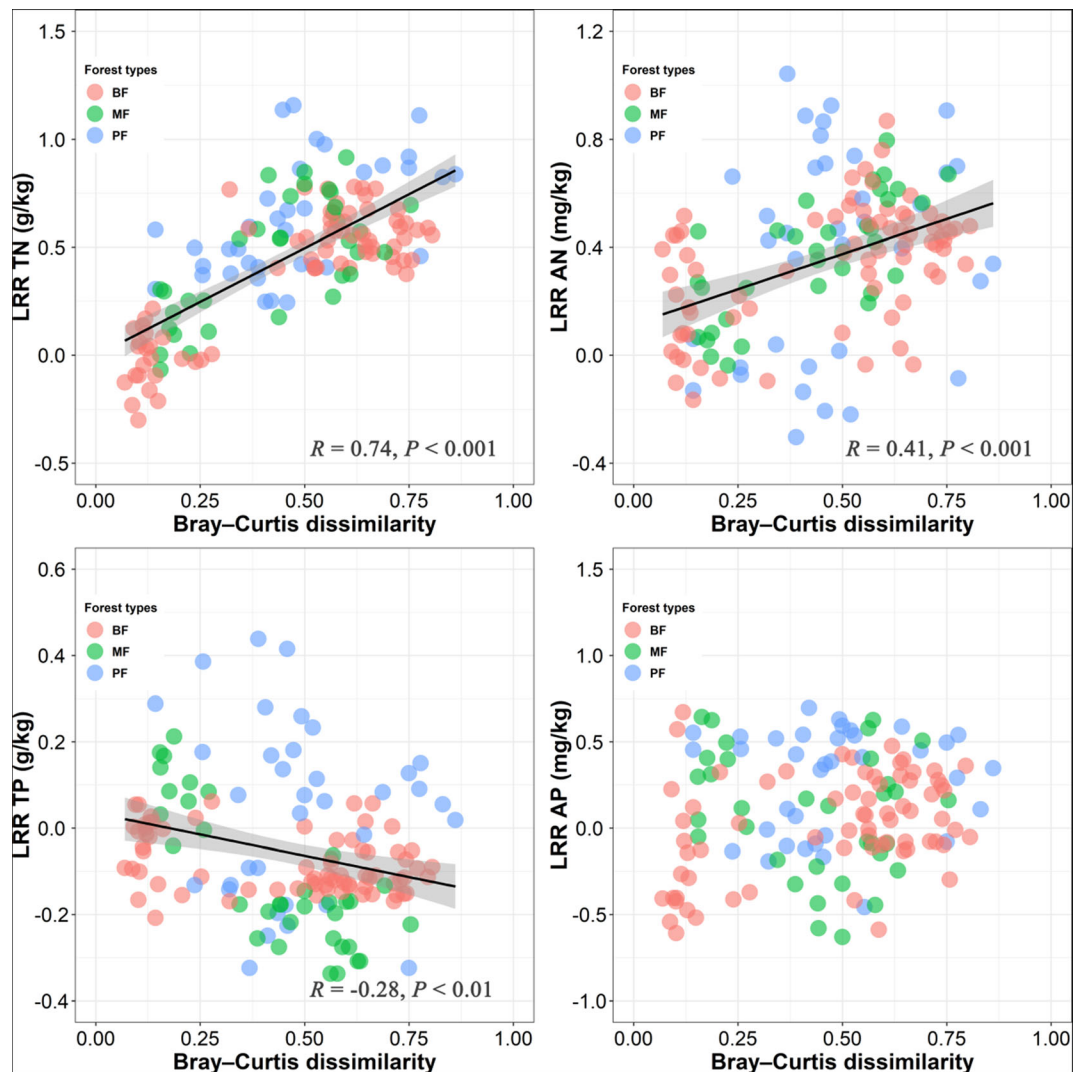 LRR TN (g/kg)
1.5
1.0
0.5
0.0
-0.5
Forest types
BF
MF
PF
R = 0.74, P < 0.001
0.00 0.25 0.50 0.75 1.00
Bray–Curtis dissimilarity
LRR AN (mg/kg)
1.2
0.8
0.4
0.0
-0.4
Forest types
BF
MF
PF
R = 0.41, P < 0.001
0.00 0.25 0.50 0.75 1.00
Bray–Curtis dissimilarity
LRR TP (g/kg)
0.6
0.4
0.2
0.0
-0.2
-0.4
Forest types
BF
MF
PF
R = -0.28, P < 0.01
0.00 0.25 0.50 0.75 1.00
Bray–Curtis dissimilarity
LRR AP (mg/kg)
1.5
1.0
0.5
0.0
-0.5
-1.0
Forest types
BF
MF
PF
0.00 0.25 0.50 0.75 1.00
Bray–Curtis dissimilarity